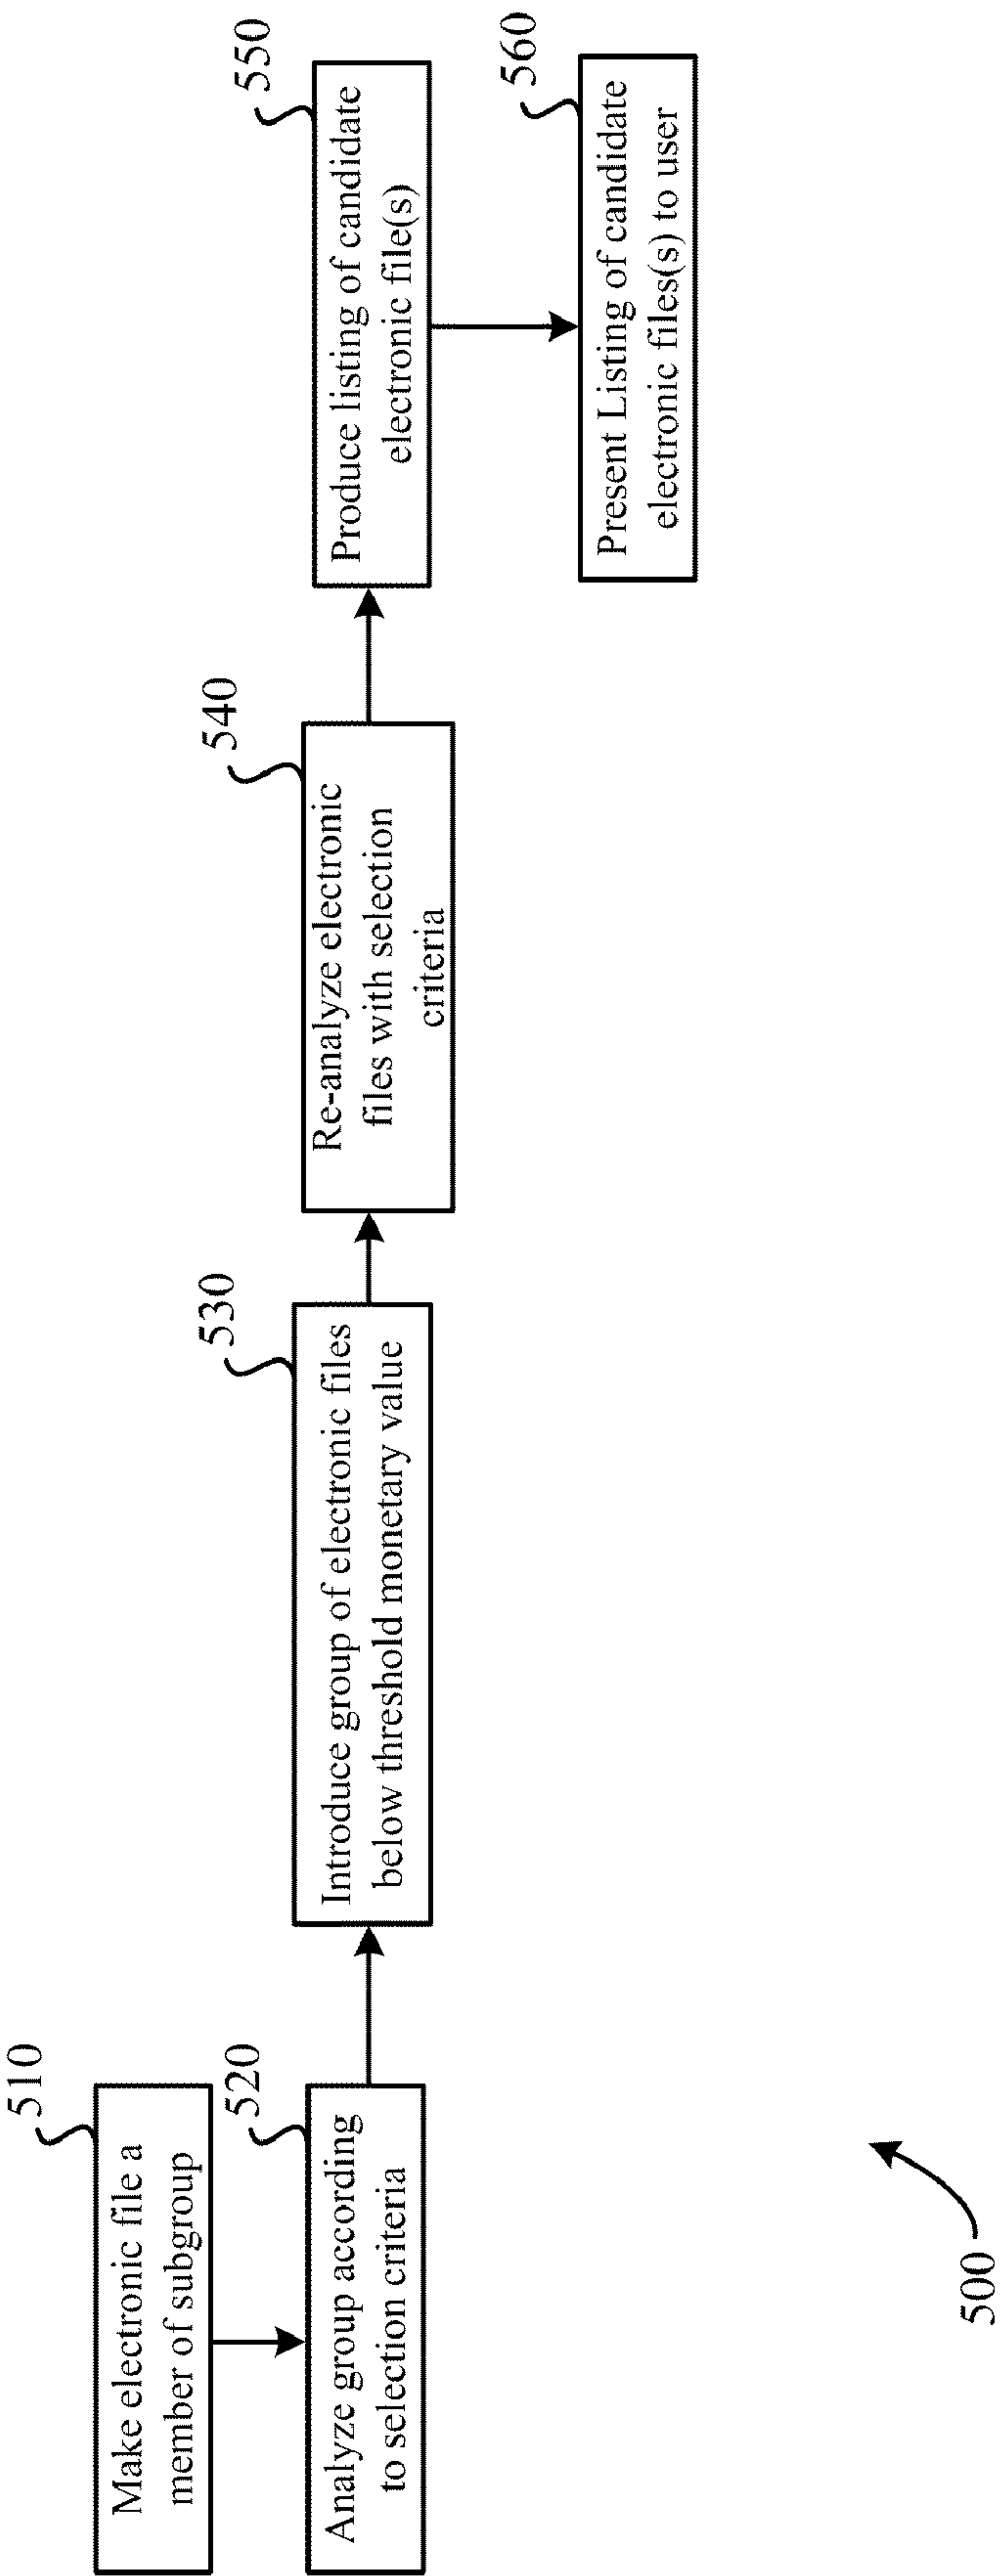 510
Make electronic file a
member of subgroup
520
Analyze group according
to selection criteria
530
Introduce group of electronic files
below threshold monetary value
540
Re-analyze electronic
files with selection
criteria
550
Produce listing of candidate
electronic file(s)
560
Present Listing of candidate
electronic files(s) to user
500